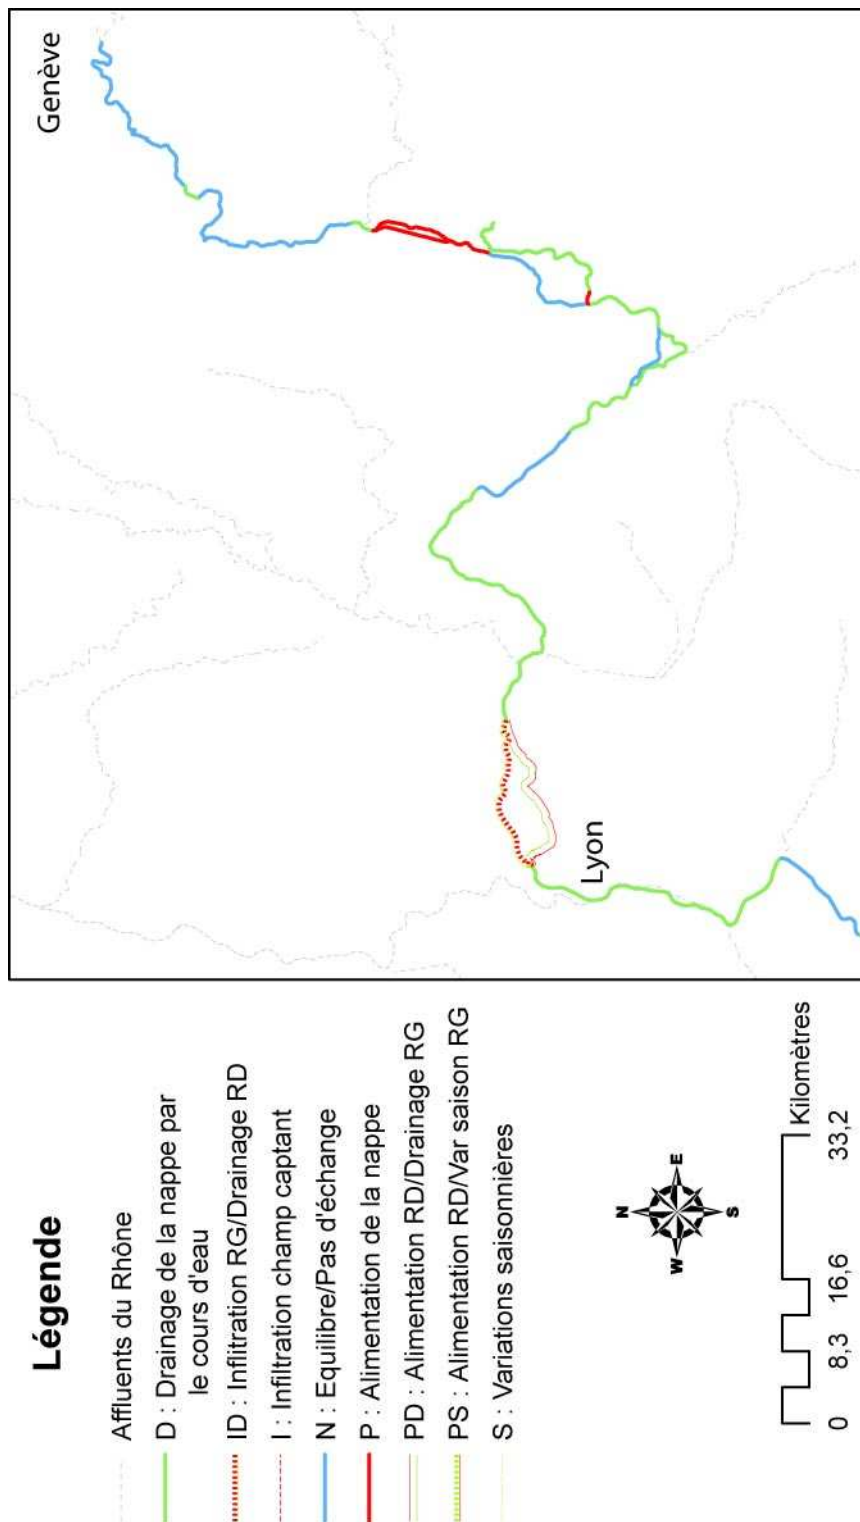 Légende
Affluents du Rhône
D : Drainage de la nappe par
le cours d'eau
ID : Inflitration RG/Drainage RD
I : Infiltration champ captant
N : Equilibre/Pas d'échange
P : Alimentation de la nappe
PD : Alimentation RD/Drainage RG
PS : Alimentation RD/Var saison RG
S : Variations saisonnières
N
W
E
S
Kilomètres
0
8,3
16,6
33,2
Genève
Lyon